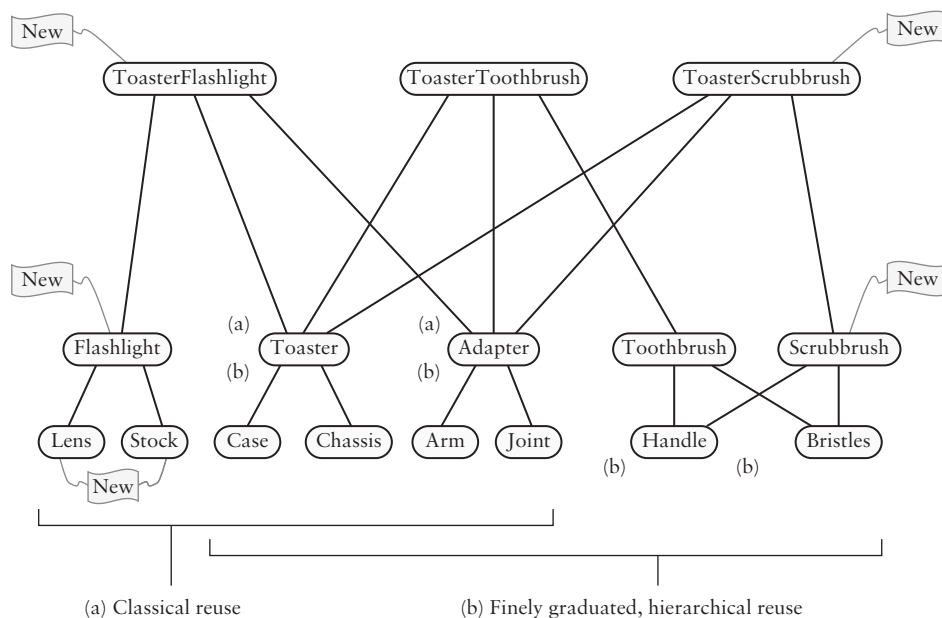 New
New
ToasterFlashlight ToasterToothbrush ToasterScrubbrush
New
New
(a) (a)
Flashlight Toaster Adapter Toothbrush Scrubbrush
(b) (b)
Lens Stock Case Chassis Arm Joint Handle Bristles
(b) (b)
New
(a) Classical reuse (b) Finely graduated, hierarchical reuse